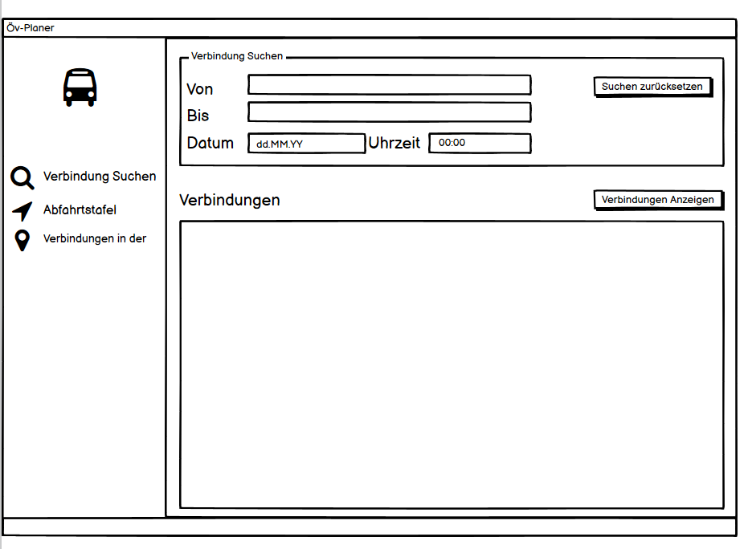 Öv-Planer
Verbindung Suchen
Abfahrtstafel
Verbindungen in der
Verbindung Suchen
Von
Suchen zurücksetzen
Bis
Datum dd.MM.YY Uhrzeit 00:00
Verbindungen
Verbindungen Anzeigen